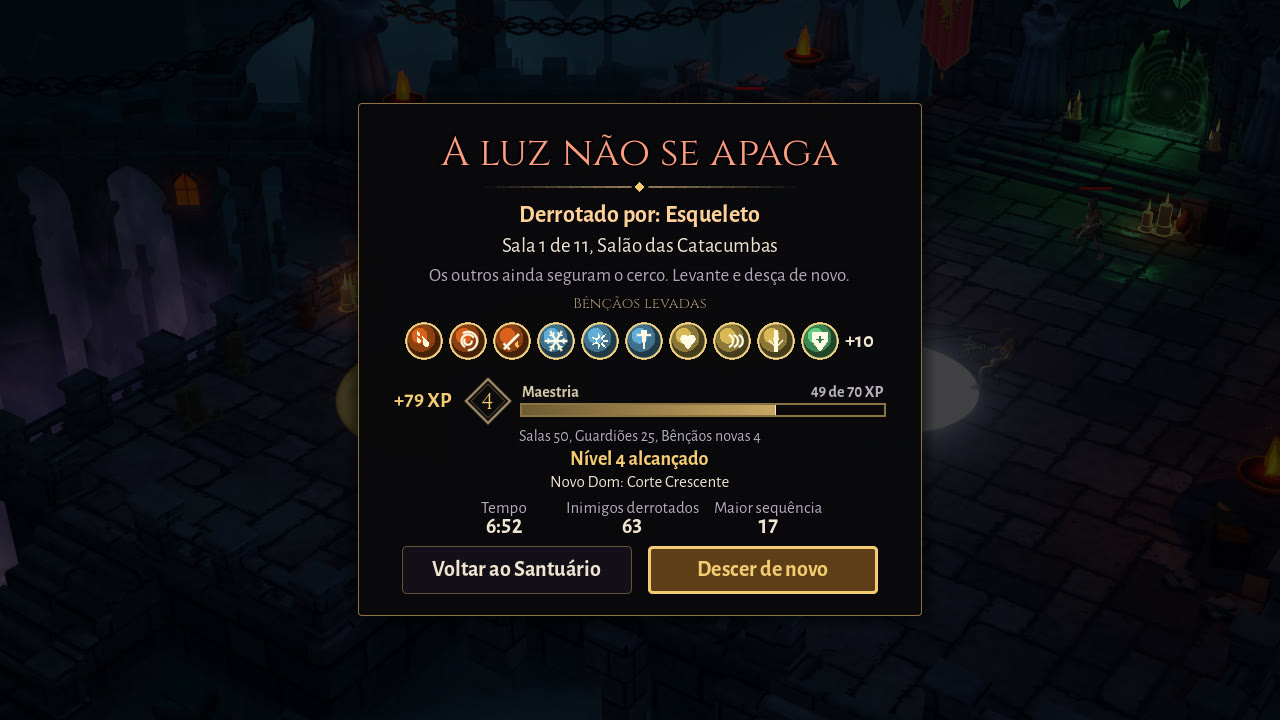 A LUZ NÃO SE APAGA
Derrotado por: Esqueleto
Sala 1 de 11, Salão das Catacumbas
Os outros ainda seguram o cerco. Levante e desça de novo.
BÊNÇÃOS LEVADAS
+10
+79 XP
4
Maestria
49 de 70 XP
Salas 50, Guardiões 25, Bênçãos novas 4
Nível 4 alcançado
Novo Dom: Corte Crescente
Tempo
6:52
Inimigos derrotados
63
Maior sequência
17
Voltar ao Santuário
Descer de novo